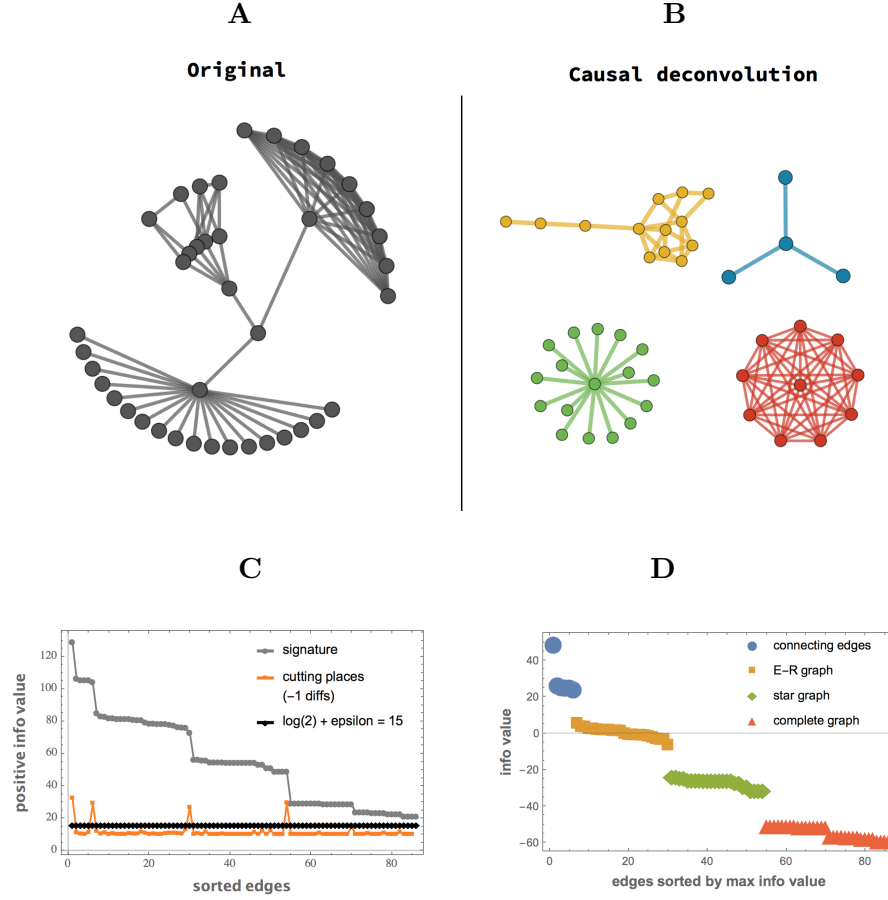 A
B
Original
Causal deconvolution
C
D
positive info value
120
100
80
60
40
20
0
0
20
40
60
80
sorted edges
signature
cutting places
(−1 diffs)
log(2) + epsilon = 15
info value
40
20
0
−20
−40
−60
0
20
40
60
80
edges sorted by max info value
connecting edges
E−R graph
star graph
complete graph